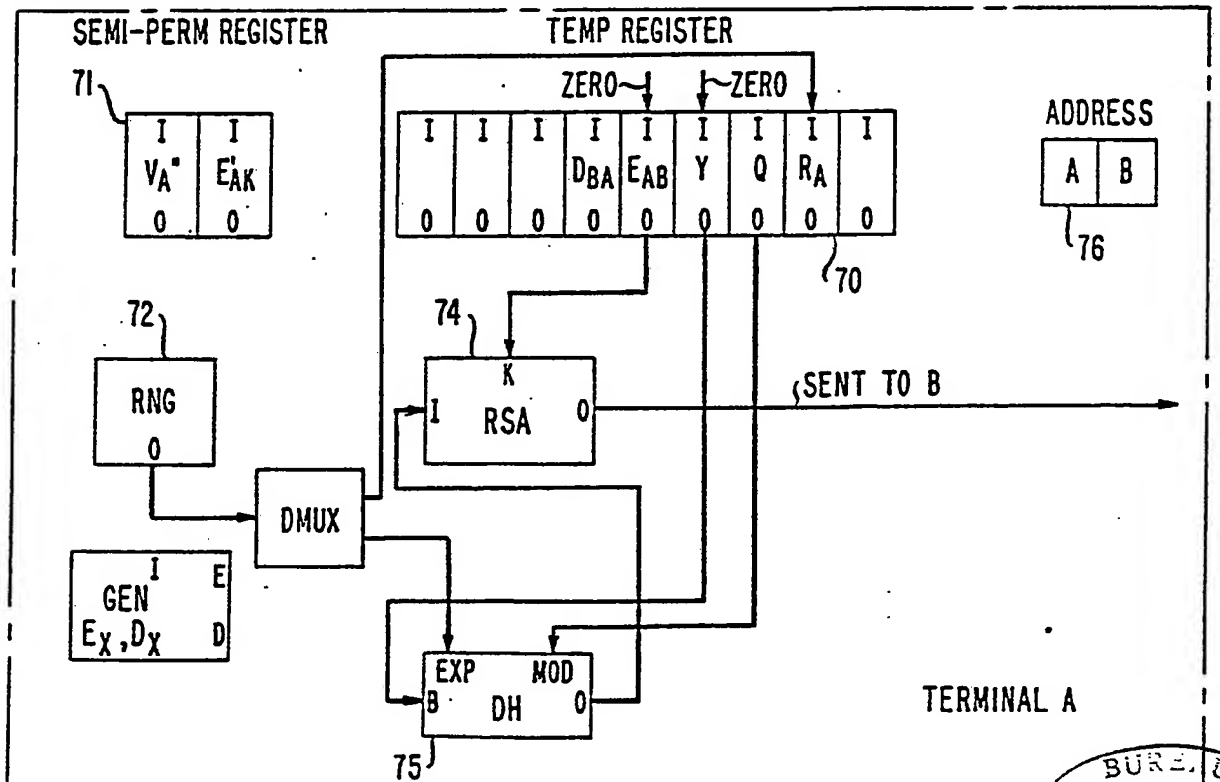 SEMI-PERM REGISTER
TEMP REGISTER
71
ZERO
ZERO
ADDRESS
I I
V_A" E'_AK
0 0
I I I I I I I I I
D_BA E_AB Y Q R_A
0 0 0 0 0 0 0 0 0
A B
76
70
72
74
RNG
0
K
I RSA 0
SENT TO B
DMUX
I E
GEN
E_X, D_X D
EXP MOD
B DH 0
75
TERMINAL A